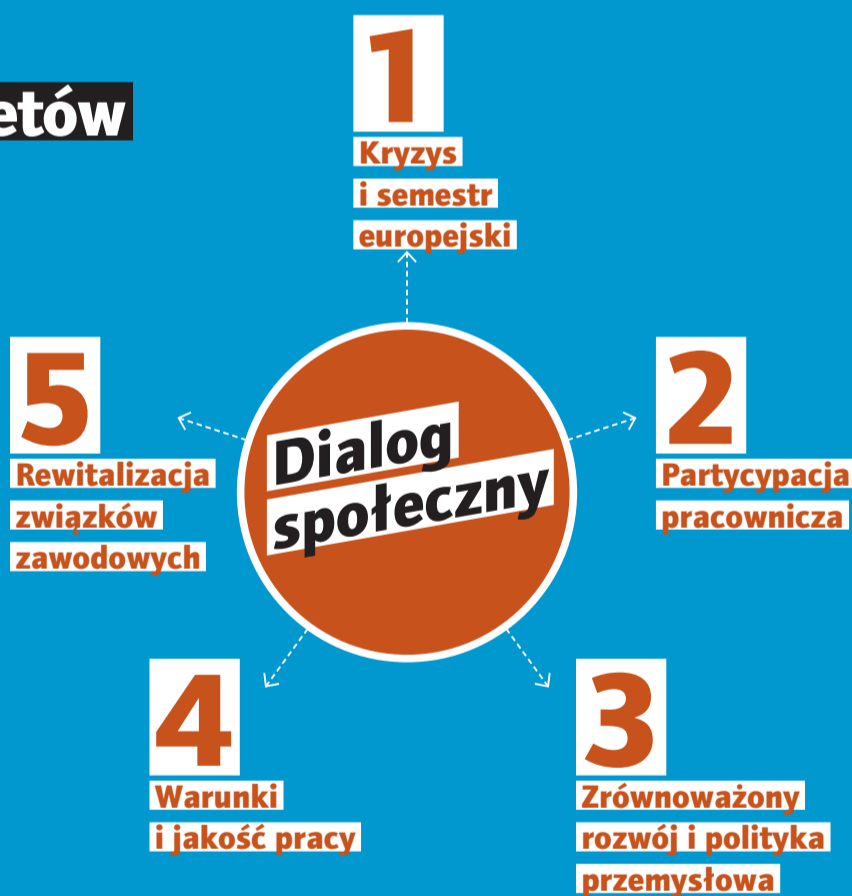 etów
1
Kryzys
i semestr
europejski
5
Rewitalizacja
związków
zawodowych
Dialog
społeczny
2
Partycypacja
pracownicza
4
Warunki
i jakość pracy
3
Zrównoważony
rozwój i polityka
przemysłowa